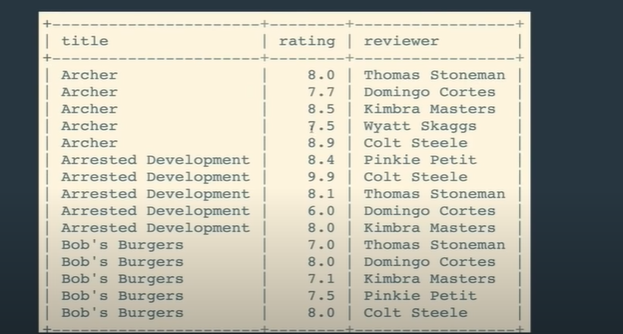 +----------------------+--------+-----------------+
| title | rating | reviewer |
+----------------------+--------+-----------------+
| Archer | 8.0 | Thomas Stoneman |
| Archer | 7.7 | Domingo Cortes |
| Archer | 8.5 | Kimbra Masters |
| Archer | 7.5 | Wyatt Skaggs |
| Archer | 8.9 | Colt Steele |
| Arrested Development | 8.4 | Pinkie Petit |
| Arrested Development | 9.9 | Colt Steele |
| Arrested Development | 8.1 | Thomas Stoneman |
| Arrested Development | 6.0 | Domingo Cortes |
| Arrested Development | 8.0 | Kimbra Masters |
| Bob's Burgers | 7.0 | Thomas Stoneman |
| Bob's Burgers | 8.0 | Domingo Cortes |
| Bob's Burgers | 7.1 | Kimbra Masters |
| Bob's Burgers | 7.5 | Pinkie Petit |
| Bob's Burgers | 8.0 | Colt Steele |
+----------------------+--------+-----------------+